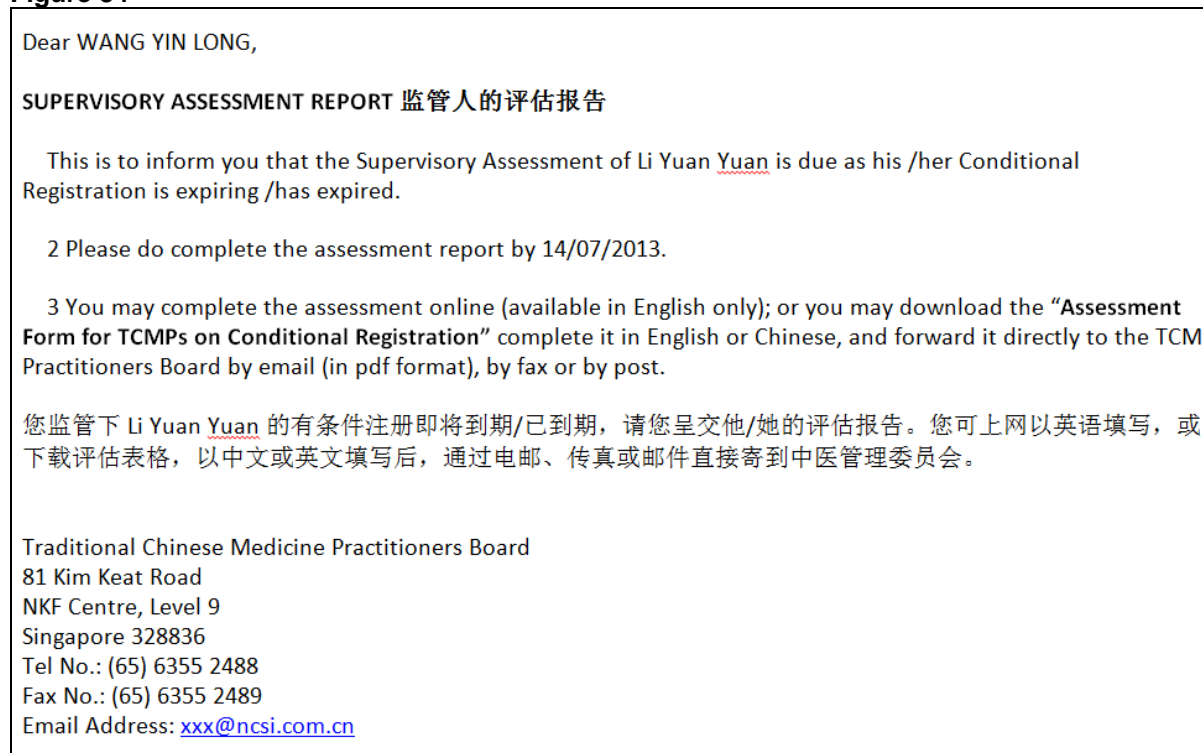 Dear WANG YIN LONG,
SUPERVISORY ASSESSMENT REPORT 监管人的评估报告
This is to inform you that the Supervisory Assessment of Li Yuan Yuan is due as his /her Conditional
Registration is expiring /has expired.
2 Please do complete the assessment report by 14/07/2013.
3 You may complete the assessment online (available in English only); or you may download the “Assessment
Form for TCMPs on Conditional Registration” complete it in English or Chinese, and forward it directly to the TCM
Practitioners Board by email (in pdf format), by fax or by post.
您监管下 Li Yuan Yuan 的有条件注册即将到期/已到期，请您呈交他/她的评估报告。您可上网以英语填写，或
下载评估表格，以中文或英文填写后，通过电邮、传真或邮件直接寄到中医管理委员会。
Traditional Chinese Medicine Practitioners Board
81 Kim Keat Road
NKF Centre, Level 9
Singapore 328836
Tel No.: (65) 6355 2488
Fax No.: (65) 6355 2489
Email Address: xxx@ncsi.com.cn